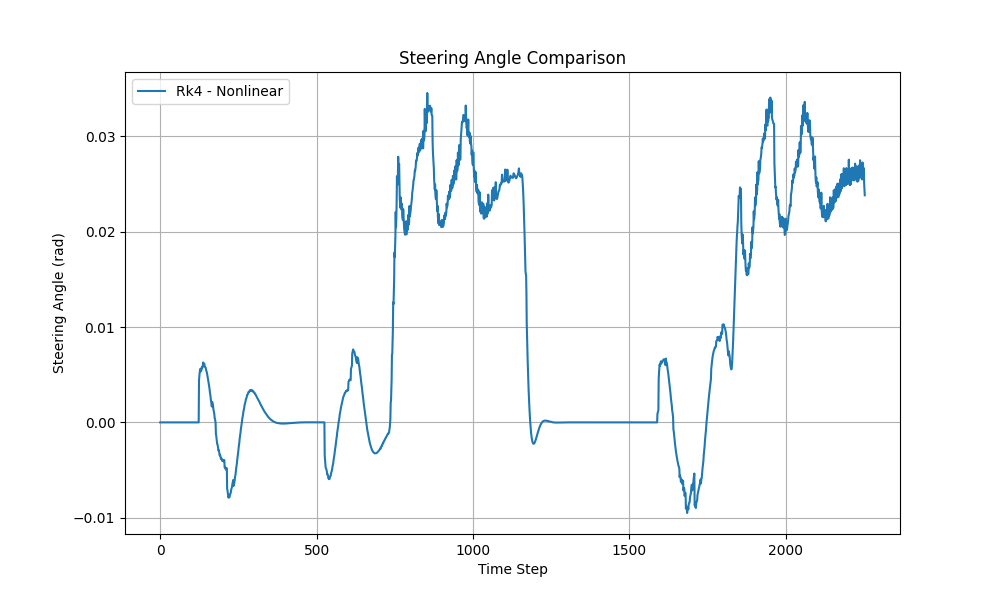 Steering Angle Comparison
Rk4 - Nonlinear
Steering Angle (rad)
0.03
0.02
0.01
0.00
−0.01
0 500 1000 1500 2000
Time Step